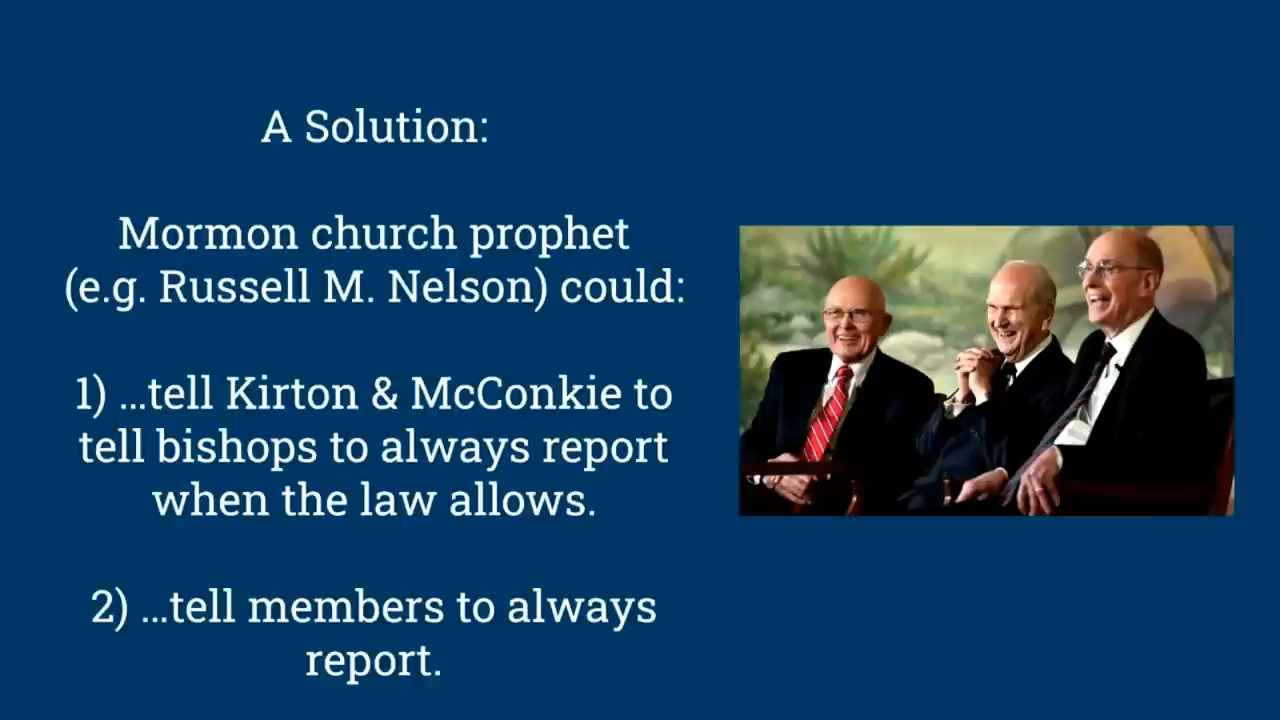 A Solution:
Mormon church prophet
(e.g. Russell M. Nelson) could:
1) ...tell Kirton & McConkie to
tell bishops to always report
when the law allows.
2) ...tell members to always
report.